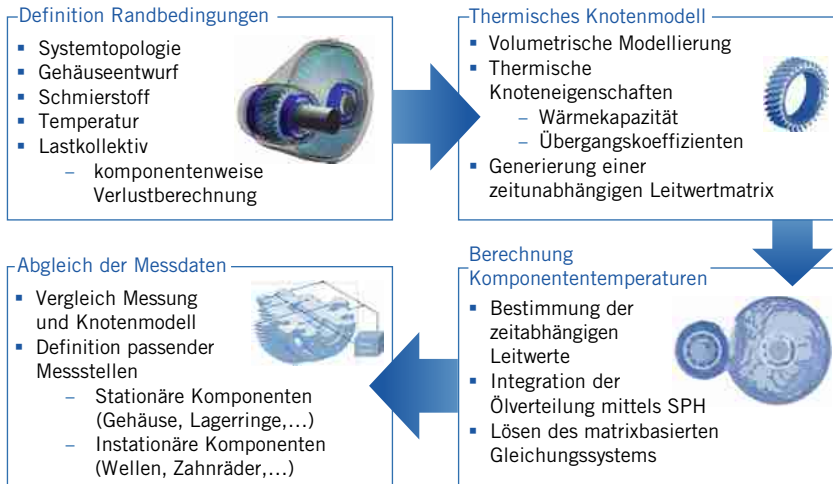 Definition Randbedingungen
▪ Systemtopologie
▪ Gehäuseentwurf
▪ Schmierstoff
▪ Temperatur
▪ Lastkollektiv
– komponentenweise
Verlustberechnung
Thermisches Knotenmodell
▪ Volumetrische Modellierung
▪ Thermische
Knoteneigenschaften
– Wärmekapazität
– Übergangskoeffizienten
▪ Generierung einer
zeitunabhängigen Leitwertmatrix
Berechnung
Komponententemperaturen
▪ Bestimmung der
zeitabhängigen
Leitwerte
▪ Integration der
Ölverteilung mittels SPH
▪ Lösen des matrixbasierten
Gleichungssystems
Abgleich der Messdaten
▪ Vergleich Messung
und Knotenmodell
▪ Definition passender
Messstellen
– Stationäre Komponenten
(Gehäuse, Lagerringe,…)
– Instationäre Komponenten
(Wellen, Zahnräder,…)